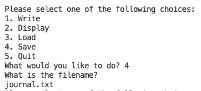 Please select one of the following choices:
1. Write
2. Display
3. Load
4. Save
5. Quit
What would you like to do? 4
What is the filename?
journal.txt